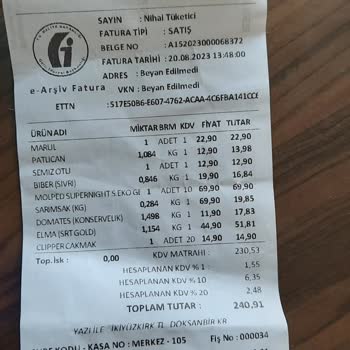 SAYIN : Nihai Tüketici
FATURA TİPİ : SATIŞ
BELGE NO : A152023000068372
FATURA TARİHİ : 20.08.2023 13:48:00
ADRES : Beyan Edilmedi
e-Arşiv Fatura VKN : Beyan Edilmedi
ETTN : 517E50B6-E607-4762-ACAA-4C6FBA141CCE
ÜRÜN ADI MİKTAR BRM KDV FİYAT TUTAR
MARUL 1 ADET 1 22,90 22,90
PATLICAN 1,084 KG 1 12,90 13,98
SEMİZ OTU 1 ADET 1 12,90 12,90
BİBER (SİVRİ) 0,846 KG 1 19,90 16,84
MOLPED SUPERNIGHT S.EKO GE 1 ADET 10 69,90 69,90
SARIMSAK (KG) 0,284 KG 1 69,90 19,85
DOMATES (KONSERVELİK) 1,498 KG 1 11,90 17,83
ELMA (SRT GOLD) 1,154 KG 1 44,90 51,81
CLIPPER CAKMAK 1 ADET 20 14,90 14,90
Top.İsk : 0,00 KDV MATRAHI : 230,53
HESAPLANAN KDV % 1 : 1,55
HESAPLANAN KDV % 10 : 6,35
HESAPLANAN KDV % 20 : 2,48
TOPLAM TUTAR : 240,91
YAZI İLE İKİYÜZKIRK TL DOKSANBİR KR
KODU - KASA NO : MERKEZ - 105 Fiş No : 000034